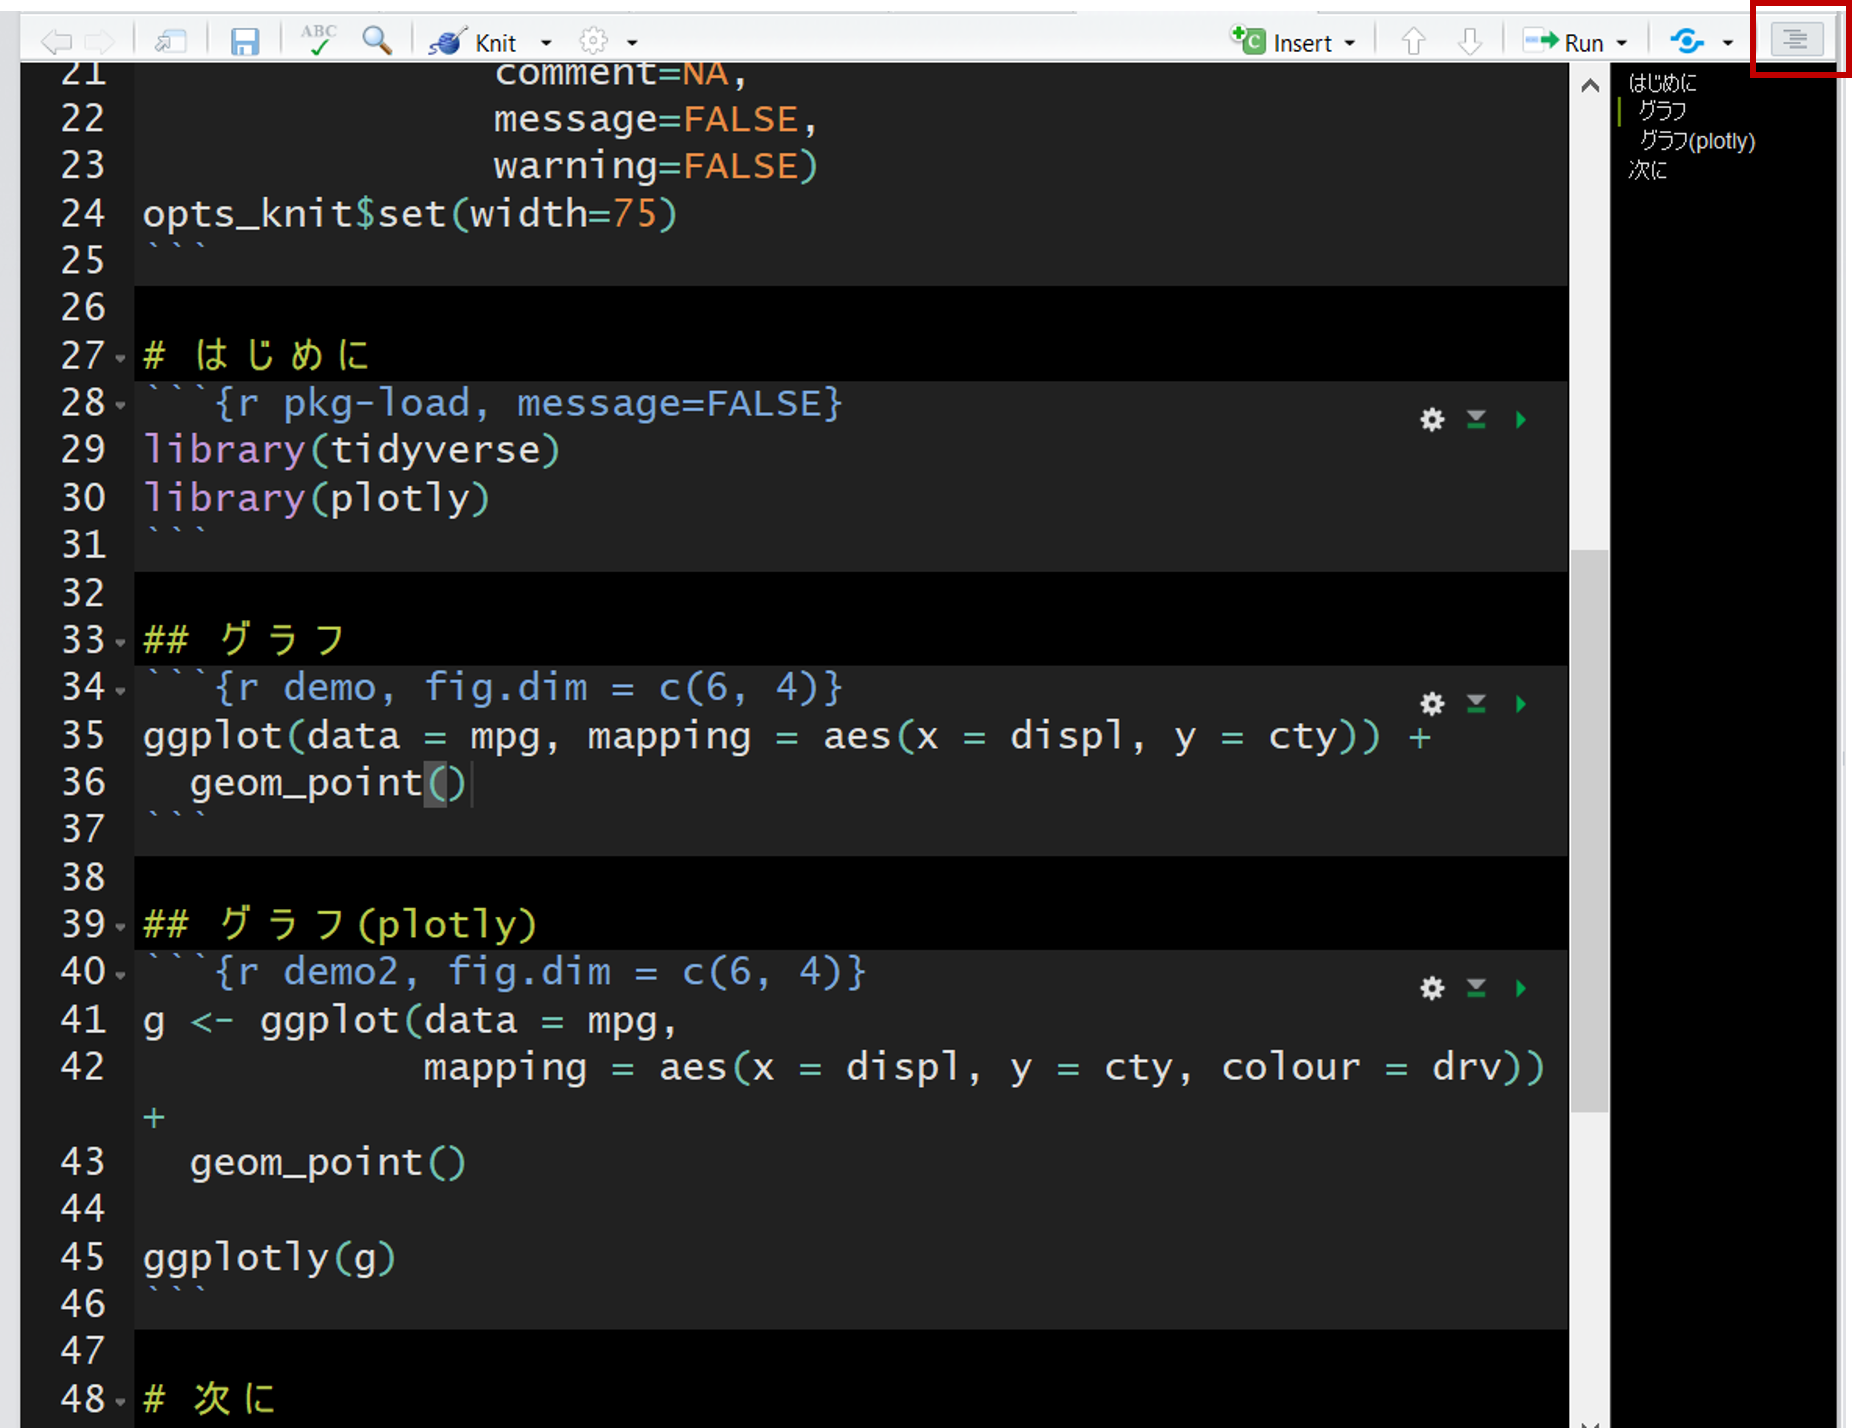 ABC Knit Insert Run
21 comment=NA,
22 message=FALSE,
23 warning=FALSE)
24 opts_knit$set(width=75)
25 ```
26
27 # はじめに
28 ```{r pkg-load, message=FALSE}
29 library(tidyverse)
30 library(plotly)
31 ```
32
33 ## グラフ
34 ```{r demo, fig.dim = c(6, 4)}
35 ggplot(data = mpg, mapping = aes(x = displ, y = cty)) +
36   geom_point()
37 ```
38
39 ## グラフ(plotly)
40 ```{r demo2, fig.dim = c(6, 4)}
41 g <- ggplot(data = mpg,
42             mapping = aes(x = displ, y = cty, colour = drv))
+
43   geom_point()
44
45 ggplotly(g)
46 ```
47
48 # 次に
はじめに
グラフ
グラフ(plotly)
次に